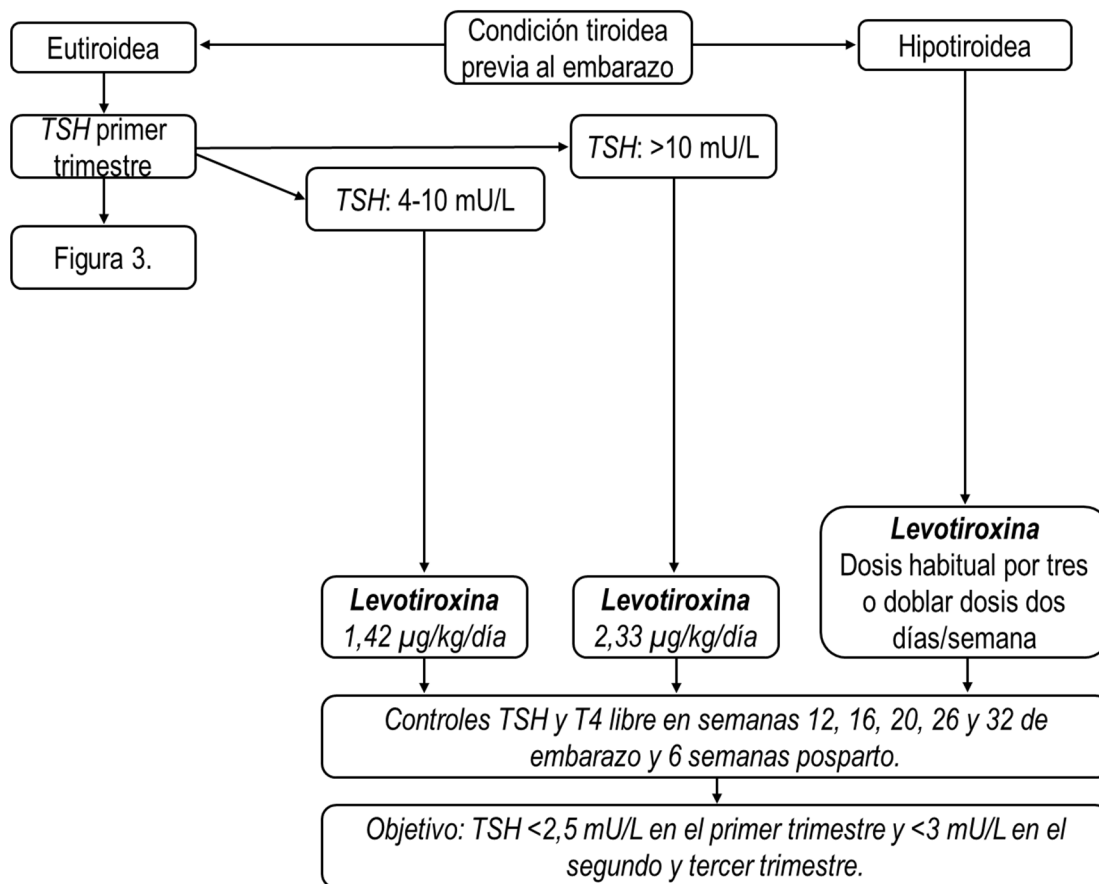 Condición tiroidea
previa al embarazo
Eutiroidea
Hipotiroidea
TSH primer
trimestre
TSH: >10 mU/L
TSH: 4-10 mU/L
Figura 3.
Levotiroxina
1,42 µg/kg/día
Levotiroxina
2,33 µg/kg/día
Levotiroxina
Dosis habitual por tres
o doblar dosis dos
días/semana
Controles TSH y T4 libre en semanas 12, 16, 20, 26 y 32 de
embarazo y 6 semanas posparto.
Objetivo: TSH <2,5 mU/L en el primer trimestre y <3 mU/L en el
segundo y tercer trimestre.